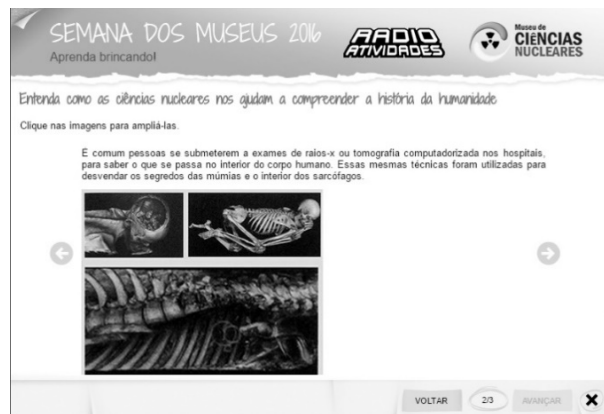 SEMANA DOS MUSEUS 2016
Aprenda brincando!
RADIO
ATIVIDADES
Museu de
CIÊNCIAS
NUCLEARES
Entenda como as ciências nucleares nos ajudam a compreender a história da humanidade
Clique nas imagens para ampliá-las.
E comum pessoas se submeterem a exames de raios-x ou tomografia computadorizada nos hospitais,
para saber o que se passa no interior do corpo humano. Essas mesmas técnicas foram utilizadas para
desvendar os segredos das múmias e o interior dos sarcófagos.
VOLTAR 2/3 AVANÇAR